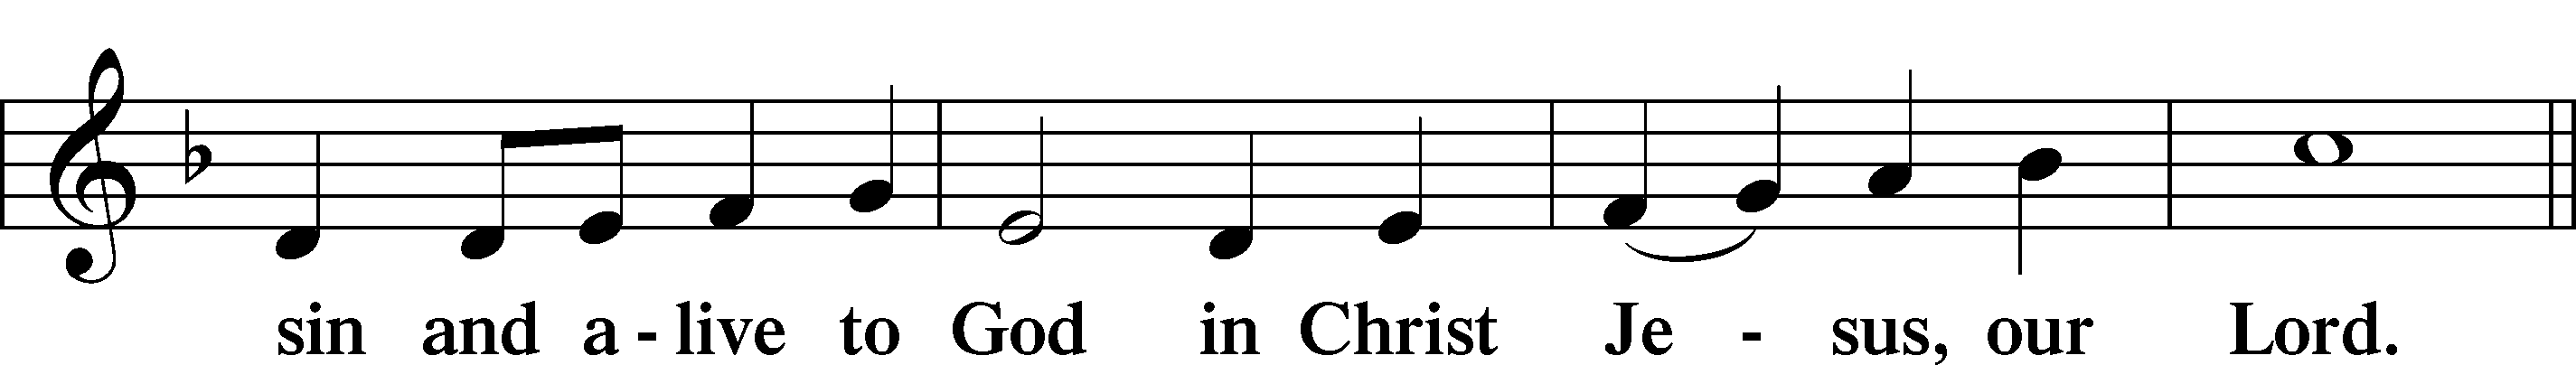 sin and a - live to God in Christ Je - sus, our Lord.